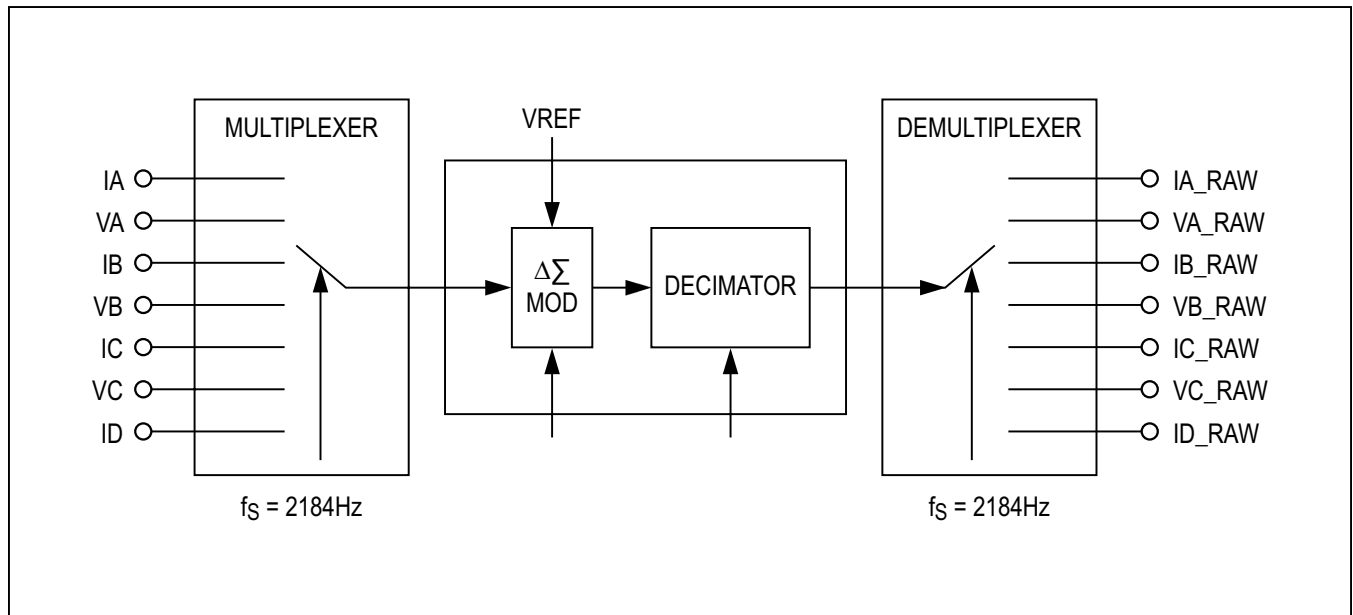 MULTIPLEXER
IA
VA
IB
VB
IC
VC
ID
fS = 2184Hz
VREF
ΔΣ
MOD
DECIMATOR
DEMULTIPLEXER
IA_RAW
VA_RAW
IB_RAW
VB_RAW
IC_RAW
VC_RAW
ID_RAW
fS = 2184Hz